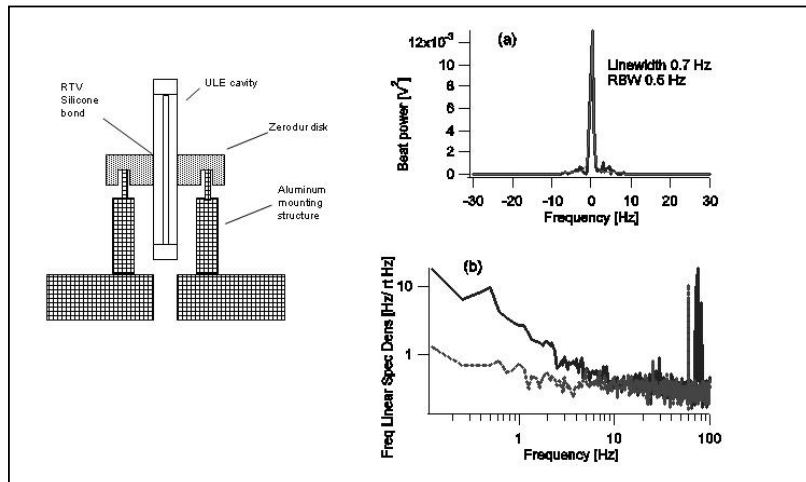 RTV
Silicone
bond
ULE cavity
Zerodur disk
Aluminum
mounting
structure
(a)
Linewidth 0.7 Hz
RBW 0.5 Hz
Beat power [V²]
12x10⁻³
10
8
6
4
2
0
-30
-20
-10
0
10
20
30
Frequency [Hz]
(b)
Freq Linear Spec Dens [Hz/ rt Hz]
10
1
1
10
100
Frequency [Hz]